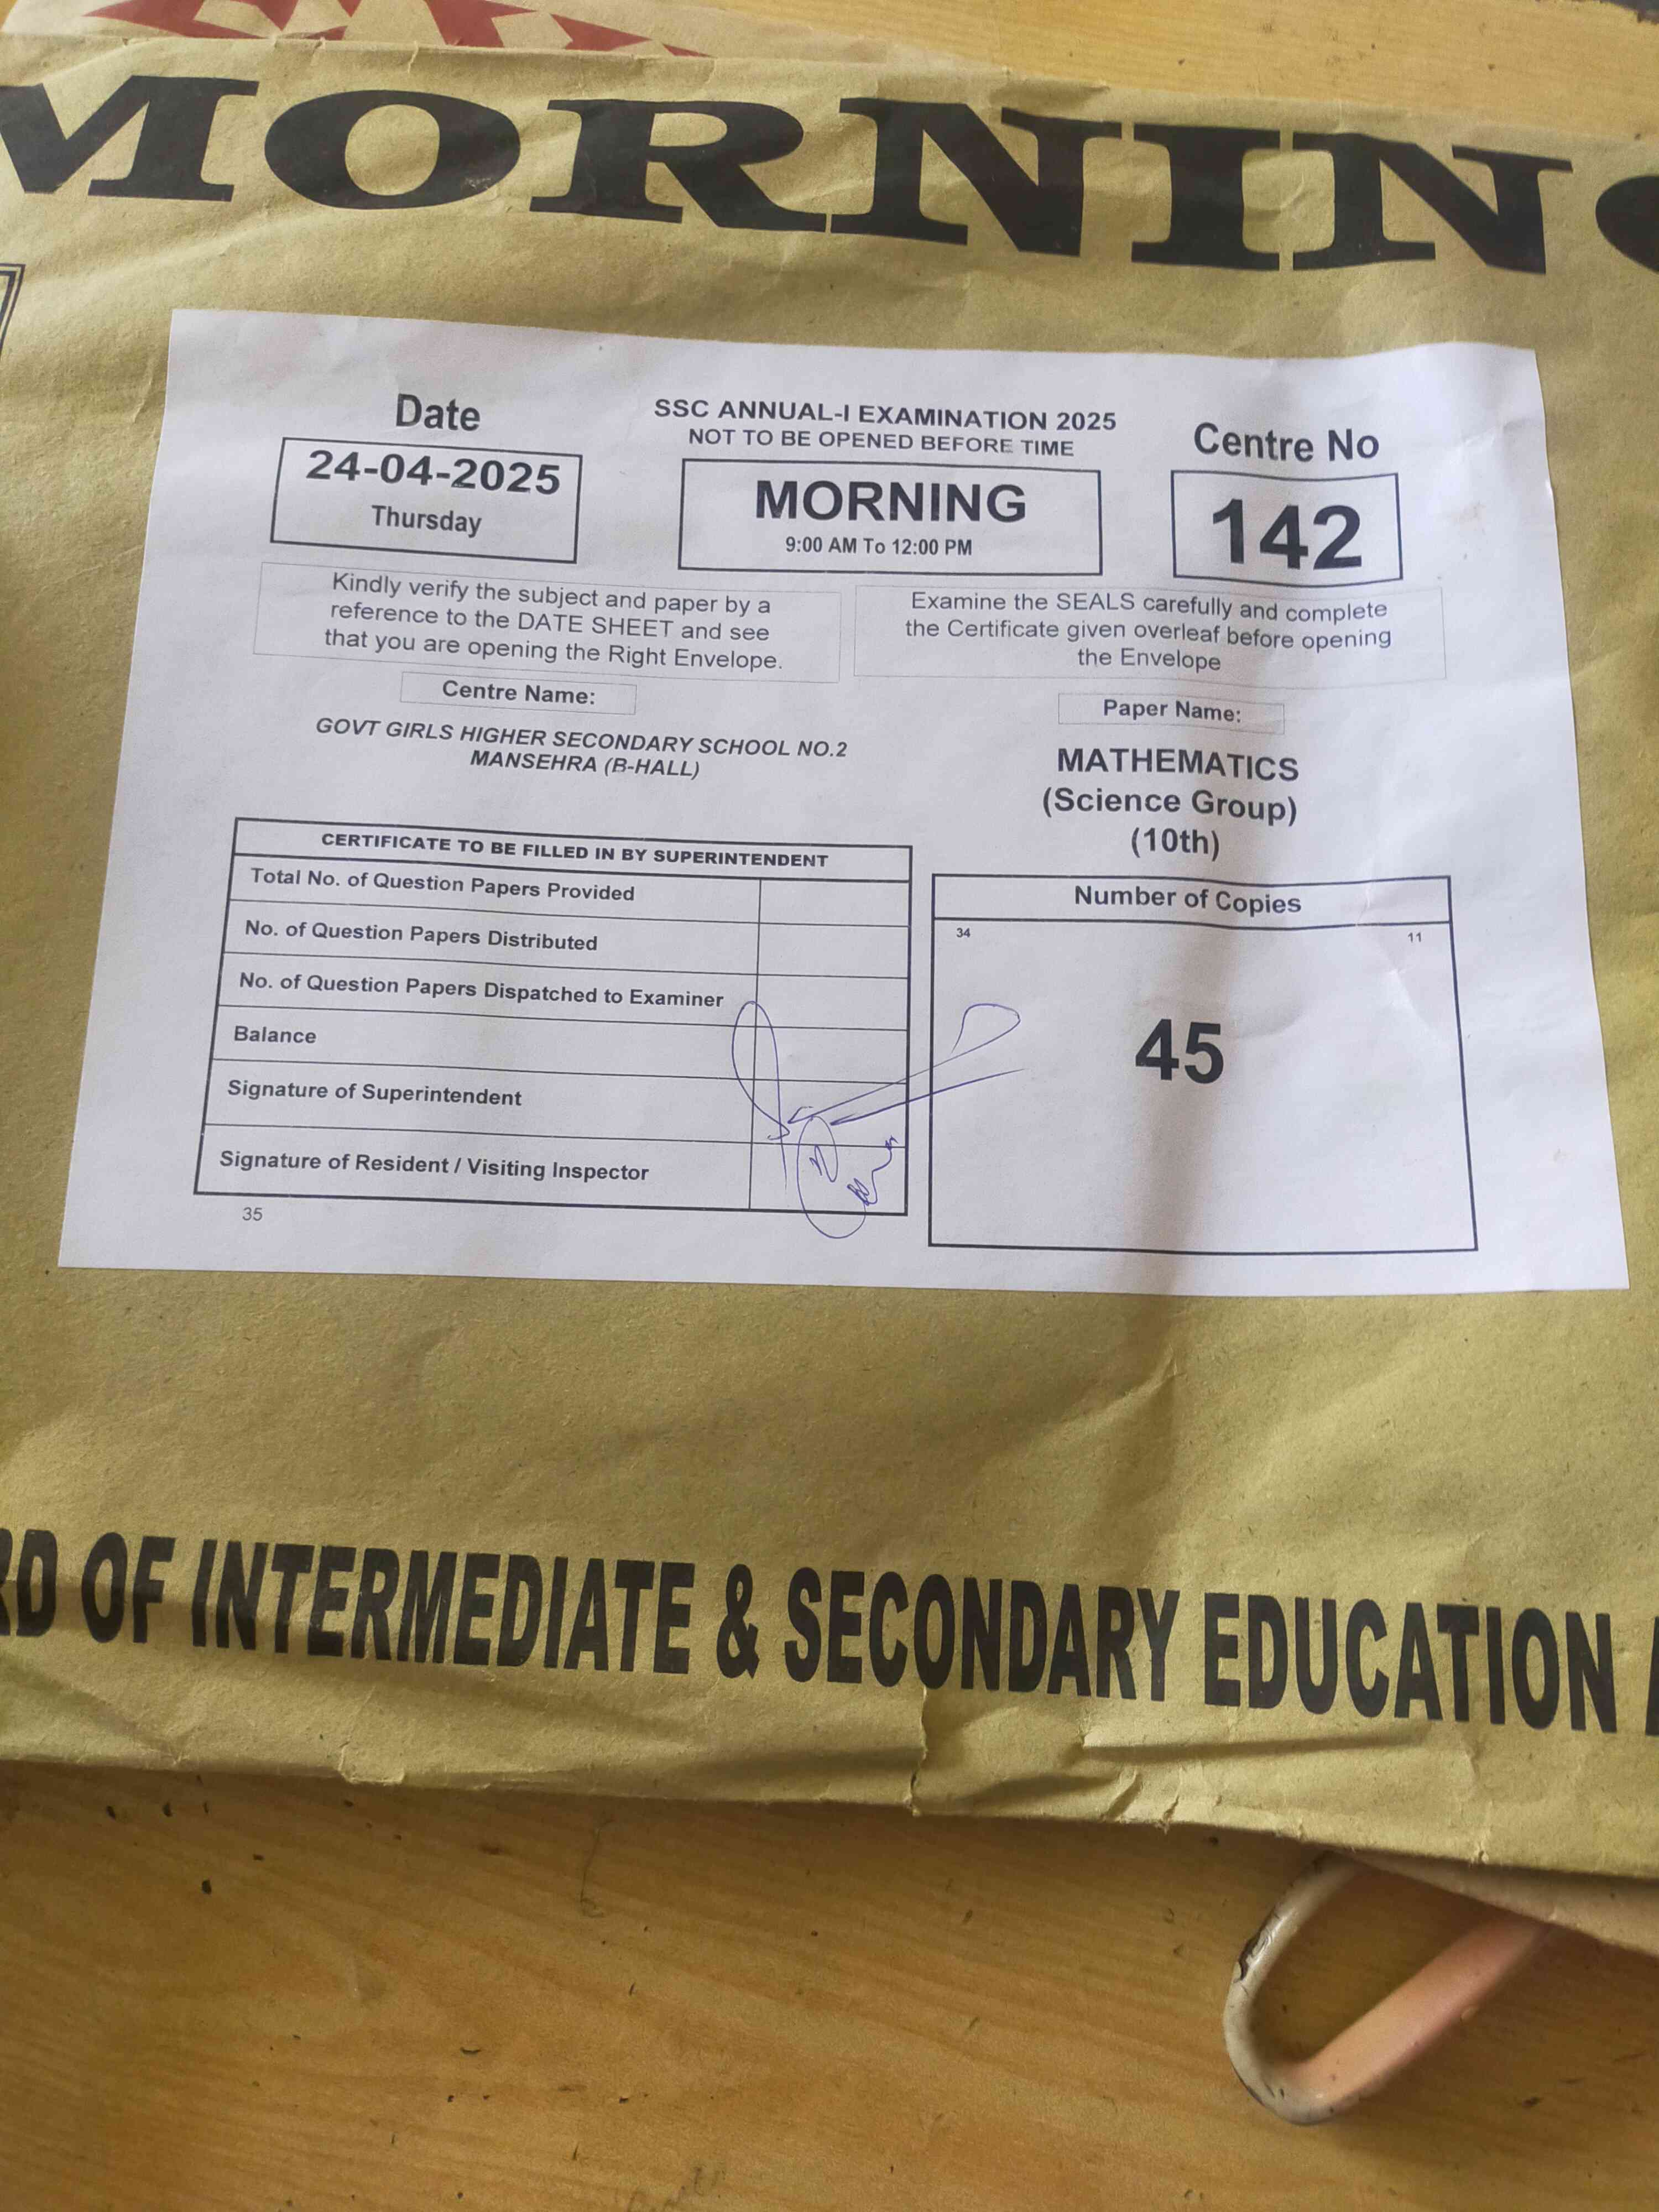 MORNING
Date
24-04-2025
Thursday
SSC ANNUAL-I EXAMINATION 2025
NOT TO BE OPENED BEFORE TIME
MORNING
9:00 AM To 12:00 PM
Centre No
142
Kindly verify the subject and paper by a
reference to the DATE SHEET and see
that you are opening the Right Envelope.
Examine the SEALS carefully and complete
the Certificate given overleaf before opening
the Envelope
Centre Name:
GOVT GIRLS HIGHER SECONDARY SCHOOL NO.2
MANSEHRA (B-HALL)
Paper Name:
MATHEMATICS
(Science Group)
(10th)
CERTIFICATE TO BE FILLED IN BY SUPERINTENDENT
Total No. of Question Papers Provided
No. of Question Papers Distributed
No. of Question Papers Dispatched to Examiner
Balance
Signature of Superintendent
Signature of Resident / Visiting Inspector
35
Number of Copies
34 11
45
RD OF INTERMEDIATE & SECONDARY EDUCATION